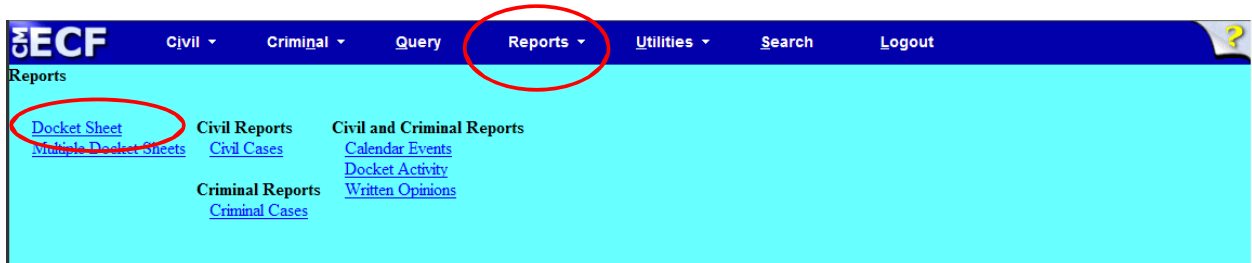 CM ECF Civil Criminal Query Reports Utilities Search Logout ?
Reports
Docket Sheet Civil Reports Civil and Criminal Reports
Multiple Docket Sheets Civil Cases Calendar Events
Docket Activity
Criminal Reports Written Opinions
Criminal Cases